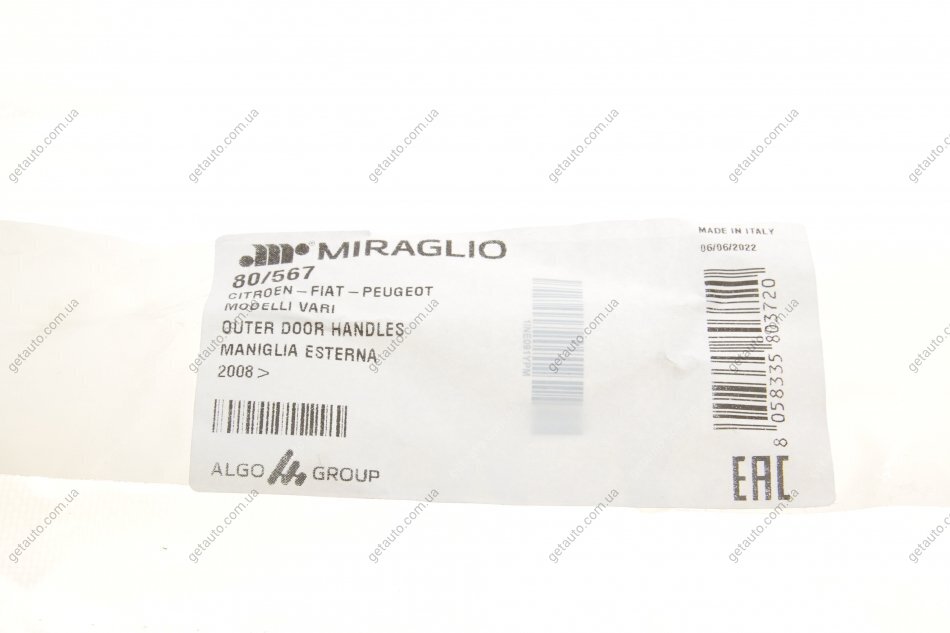 MIRAGLIO
80/567
CITROEN – FIAT – PEUGEOT
MODELLI VARI
OUTER DOOR HANDLES
MANIGLIA ESTERNA
2008 >
ALGO GROUP
MADE IN ITALY
06/06/2022
8 058335 803720
EAC
getauto.com.ua